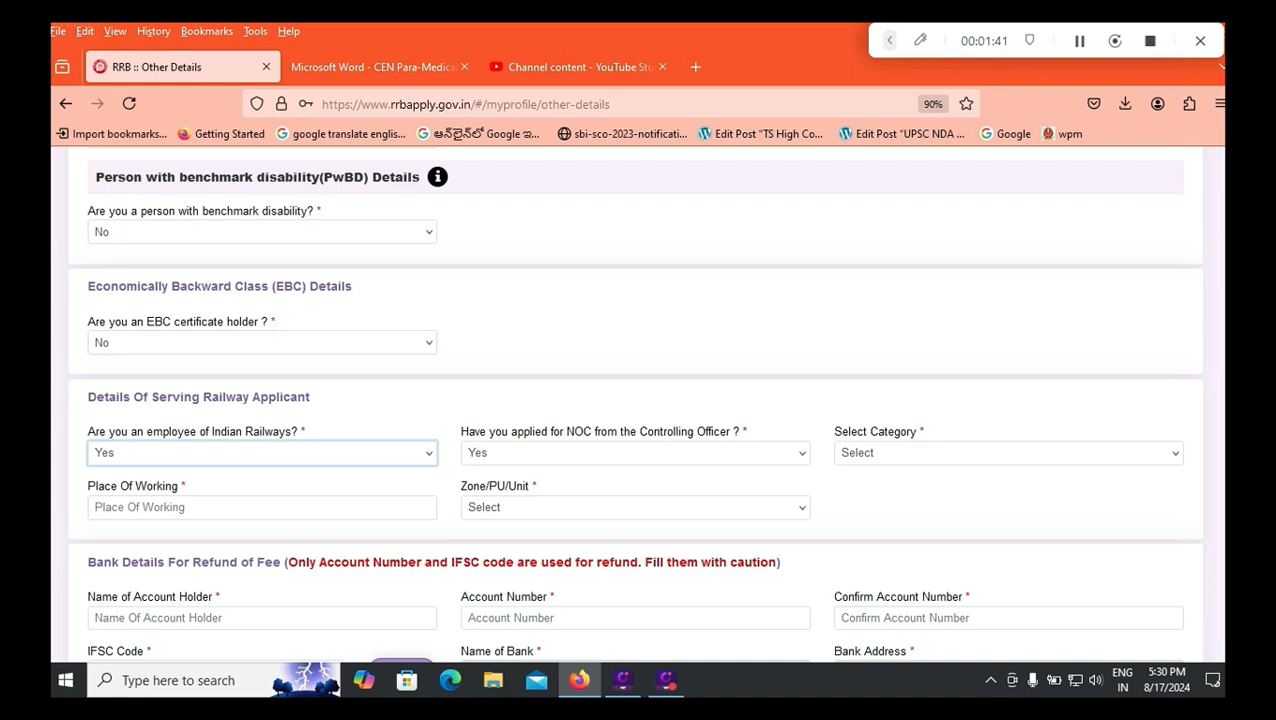 File Edit View History Bookmarks Tools Help
00:01:41
RRB :: Other Details
Microsoft Word - CEN Para-Medica
Channel content - YouTube Stu
https://www.rrbapply.gov.in/#/myprofile/other-details
90%
Import bookmarks...
Getting Started
google translate englis...
ఆన్‌లైన్‌లో Google ఇ...
sbi-sco-2023-notificati...
Edit Post "TS High Co...
Edit Post "UPSC NDA ...
Google
wpm
Person with benchmark disability(PwBD) Details
Are you a person with benchmark disability? *
No
Economically Backward Class (EBC) Details
Are you an EBC certificate holder ? *
No
Details Of Serving Railway Applicant
Are you an employee of Indian Railways? *
Yes
Have you applied for NOC from the Controlling Officer ? *
Yes
Select Category *
Select
Place Of Working *
Place Of Working
Zone/PU/Unit *
Select
Bank Details For Refund of Fee (Only Account Number and IFSC code are used for refund. Fill them with caution)
Name of Account Holder *
Name Of Account Holder
Account Number *
Account Number
Confirm Account Number *
Confirm Account Number
IFSC Code *
Name of Bank *
Bank Address *
Type here to search
ENG
IN
5:30 PM
8/17/2024